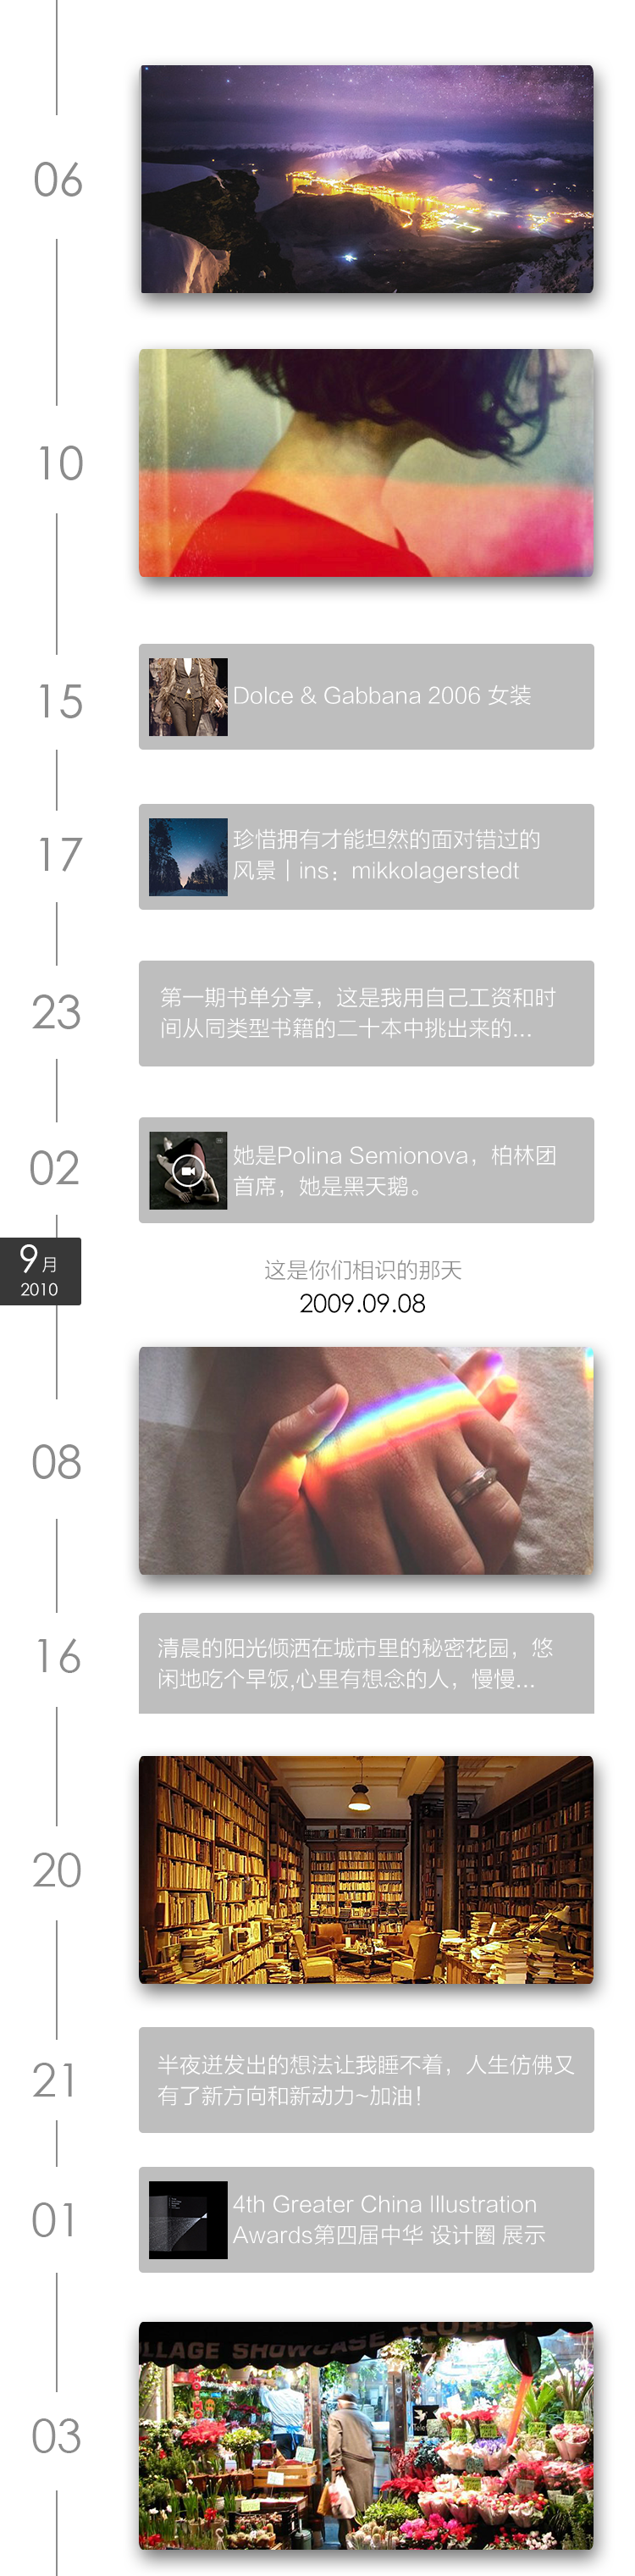 06
10
15
Dolce & Gabbana 2006 女装
17
珍惜拥有才能坦然的面对错过的
风景｜ins：mikkolagerstedt
23
第一期书单分享，这是我用自己工资和时
间从同类型书籍的二十本中挑出来的...
02
她是Polina Semionova，柏林团
首席，她是黑天鹅。
9月
2010
这是你们相识的那天
2009.09.08
08
16
清晨的阳光倾洒在城市里的秘密花园，悠
闲地吃个早饭,心里有想念的人，慢慢...
20
21
半夜迸发出的想法让我睡不着，人生仿佛又
有了新方向和新动力~加油！
01
4th Greater China Illustration
Awards第四届中华 设计圈 展示
03
LLAGE SHOWCASE FLORIST